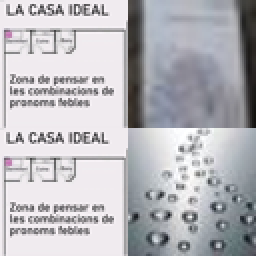 LA CASA IDEAL
Zona de pensar en
les combinacions de
pronoms febles
LA CASA IDEAL
Zona de pensar en
les combinacions de
pronoms febles